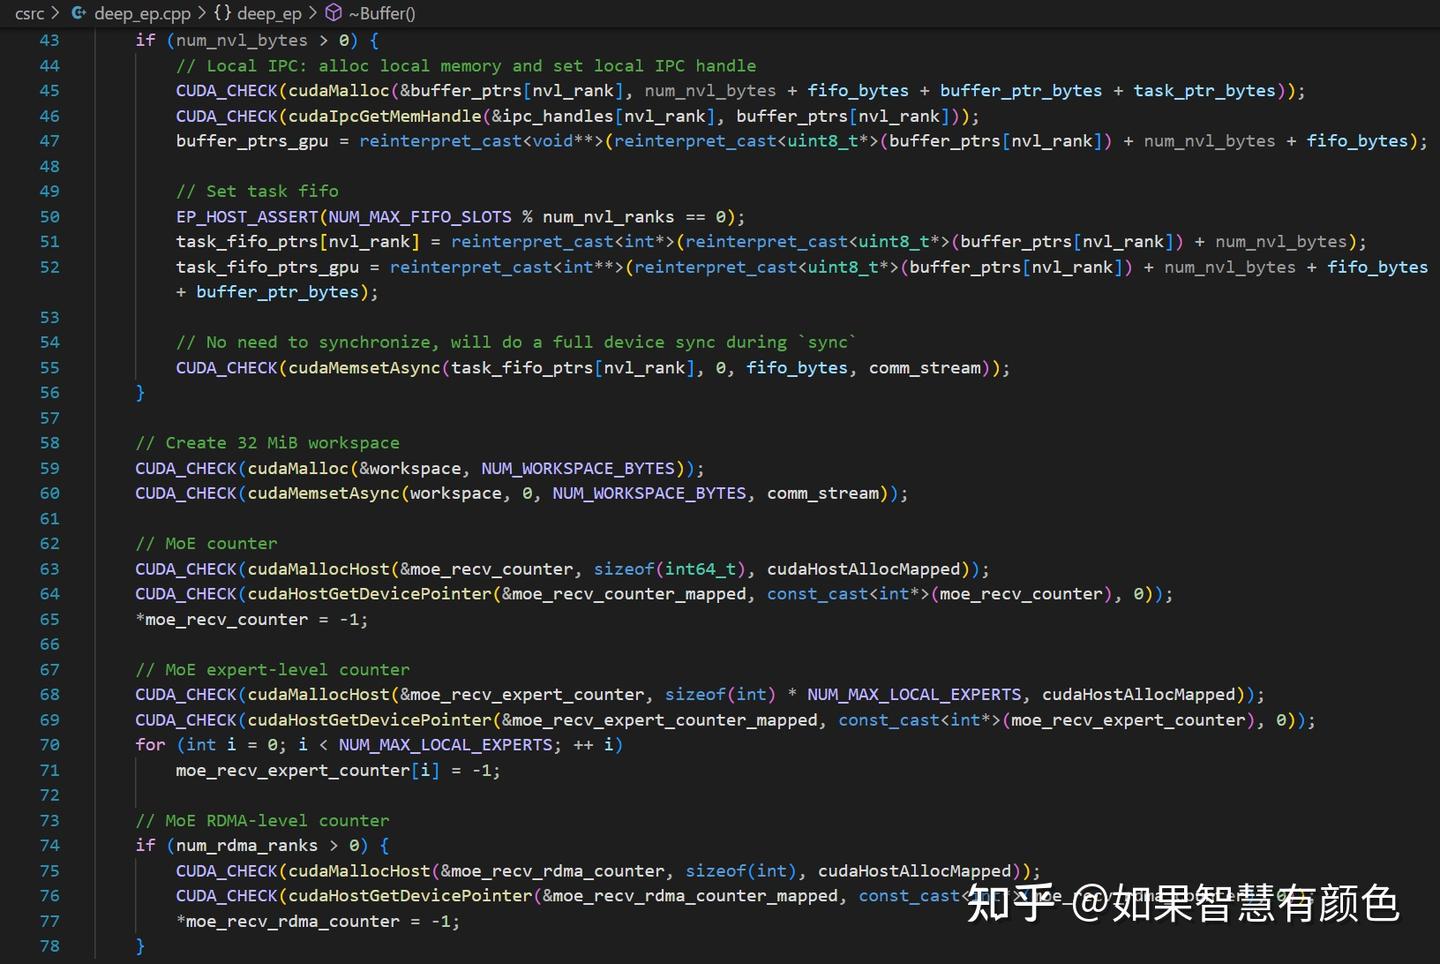 csrc > deep_ep.cpp > {} deep_ep > ~Buffer()
43 if (num_nvl_bytes > 0) {
44 // Local IPC: alloc local memory and set local IPC handle
45 CUDA_CHECK(cudaMalloc(&buffer_ptrs[nvl_rank], num_nvl_bytes + fifo_bytes + buffer_ptr_bytes + task_ptr_bytes));
46 CUDA_CHECK(cudaIpcGetMemHandle(&ipc_handles[nvl_rank], buffer_ptrs[nvl_rank]));
47 buffer_ptrs_gpu = reinterpret_cast<void**>(reinterpret_cast<uint8_t*>(buffer_ptrs[nvl_rank]) + num_nvl_bytes + fifo_bytes);
48
49 // Set task fifo
50 EP_HOST_ASSERT(NUM_MAX_FIFO_SLOTS % num_nvl_ranks == 0);
51 task_fifo_ptrs[nvl_rank] = reinterpret_cast<int*>(reinterpret_cast<uint8_t*>(buffer_ptrs[nvl_rank]) + num_nvl_bytes);
52 task_fifo_ptrs_gpu = reinterpret_cast<int**>(reinterpret_cast<uint8_t*>(buffer_ptrs[nvl_rank]) + num_nvl_bytes + fifo_bytes
+ buffer_ptr_bytes);
53
54 // No need to synchronize, will do a full device sync during `sync`
55 CUDA_CHECK(cudaMemsetAsync(task_fifo_ptrs[nvl_rank], 0, fifo_bytes, comm_stream));
56 }
57
58 // Create 32 MiB workspace
59 CUDA_CHECK(cudaMalloc(&workspace, NUM_WORKSPACE_BYTES));
60 CUDA_CHECK(cudaMemsetAsync(workspace, 0, NUM_WORKSPACE_BYTES, comm_stream));
61
62 // MoE counter
63 CUDA_CHECK(cudaMallocHost(&moe_recv_counter, sizeof(int64_t), cudaHostAllocMapped));
64 CUDA_CHECK(cudaHostGetDevicePointer(&moe_recv_counter_mapped, const_cast<int*>(moe_recv_counter), 0));
65 *moe_recv_counter = -1;
66
67 // MoE expert-level counter
68 CUDA_CHECK(cudaMallocHost(&moe_recv_expert_counter, sizeof(int) * NUM_MAX_LOCAL_EXPERTS, cudaHostAllocMapped));
69 CUDA_CHECK(cudaHostGetDevicePointer(&moe_recv_expert_counter_mapped, const_cast<int*>(moe_recv_expert_counter), 0));
70 for (int i = 0; i < NUM_MAX_LOCAL_EXPERTS; ++ i)
71 moe_recv_expert_counter[i] = -1;
72
73 // MoE RDMA-level counter
74 if (num_rdma_ranks > 0) {
75 CUDA_CHECK(cudaMallocHost(&moe_recv_rdma_counter, sizeof(int), cudaHostAllocMapped));
76 CUDA_CHECK(cudaHostGetDevicePointer(&moe_recv_rdma_counter_mapped, const_cast<
知乎 @如果智慧有颜色
77 *moe_recv_rdma_counter = -1;
78 }